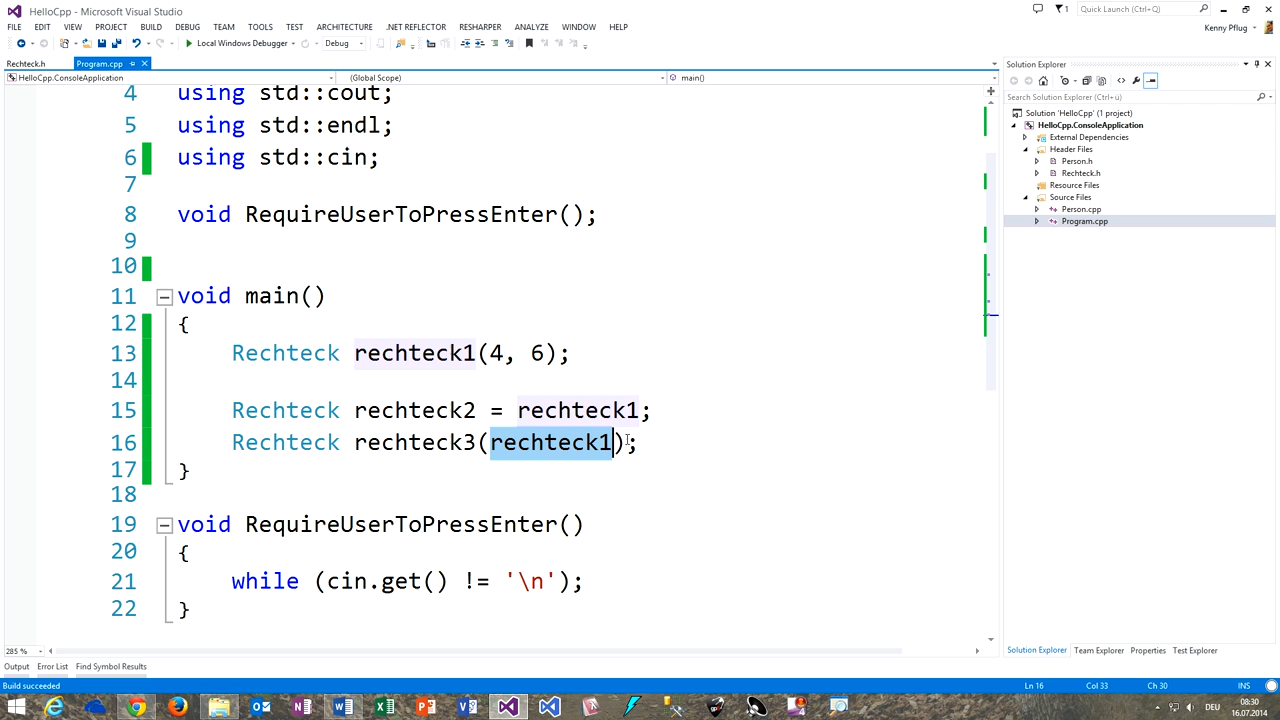 HelloCpp - Microsoft Visual Studio
1
Quick Launch (Ctrl+Q)
FILE EDIT VIEW PROJECT BUILD DEBUG TEAM TOOLS TEST ARCHITECTURE .NET REFLECTOR RESHARPER ANALYZE WINDOW HELP
Kenny Pflug
Local Windows Debugger Debug
Rechteck.h Program.cpp
HelloCpp.ConsoleApplication (Global Scope) main()
4 using std::cout;
5 using std::endl;
6 using std::cin;
7
8 void RequireUserToPressEnter();
9
10
11 void main()
12 {
13 Rechteck rechteck1(4, 6);
14
15 Rechteck rechteck2 = rechteck1;
16 Rechteck rechteck3(rechteck1);
17 }
18
19 void RequireUserToPressEnter()
20 {
21 while (cin.get() != '\n');
22 }
285 %
Solution Explorer
Search Solution Explorer (Ctrl+ü)
Solution 'HelloCpp' (1 project)
HelloCpp.ConsoleApplication
External Dependencies
Header Files
Person.h
Rechteck.h
Resource Files
Source Files
Person.cpp
Program.cpp
Solution Explorer Team Explorer Properties Test Explorer
Output Error List Find Symbol Results
Build succeeded Ln 16 Col 33 Ch 30 INS
DEU
08:30
16.07.2014